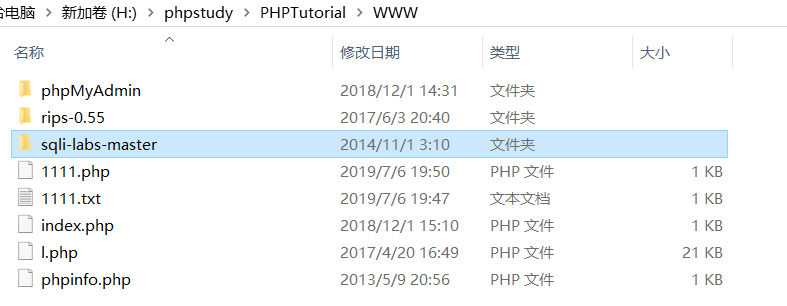 台电脑 > 新加卷 (H:) > phpstudy > PHPTutorial > WWW
名称 修改日期 类型 大小
phpMyAdmin 2018/12/1 14:31 文件夹
rips-0.55 2017/6/3 20:40 文件夹
sqli-labs-master 2014/11/1 3:10 文件夹
1111.php 2019/7/6 19:50 PHP 文件 1 KB
1111.txt 2019/7/6 19:47 文本文档 1 KB
index.php 2018/12/1 15:10 PHP 文件 1 KB
l.php 2017/4/20 16:49 PHP 文件 21 KB
phpinfo.php 2013/5/9 20:56 PHP 文件 1 KB